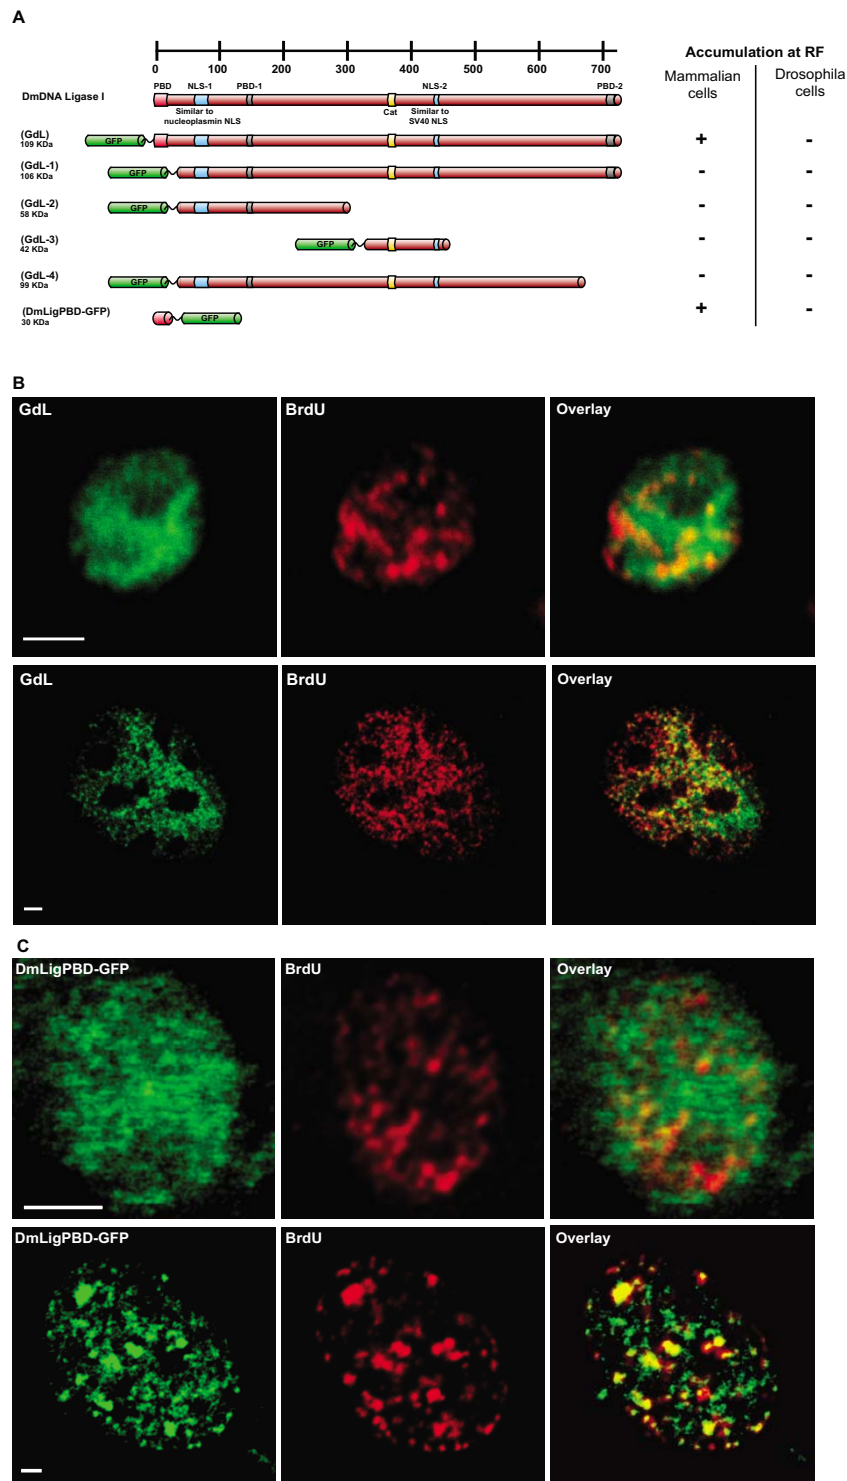 A
0 100 200 300 400 500 600 700
Accumulation at RF
Mammalian cells
Drosophila cells
PBD NLS-1 PBD-1 NLS-2 PBD-2
DmDNA Ligase I
Similar to nucleoplasmin NLS
Cat
Similar to SV40 NLS
(GdL)
109 KDa
GFP
+ -
(GdL-1)
106 KDa
GFP
- -
(GdL-2)
58 KDa
GFP
- -
(GdL-3)
42 KDa
GFP
- -
(GdL-4)
99 KDa
GFP
- -
(DmLigPBD-GFP)
30 KDa
GFP
+ -
B
GdL BrdU Overlay
GdL BrdU Overlay
C
DmLigPBD-GFP BrdU Overlay
DmLigPBD-GFP BrdU Overlay